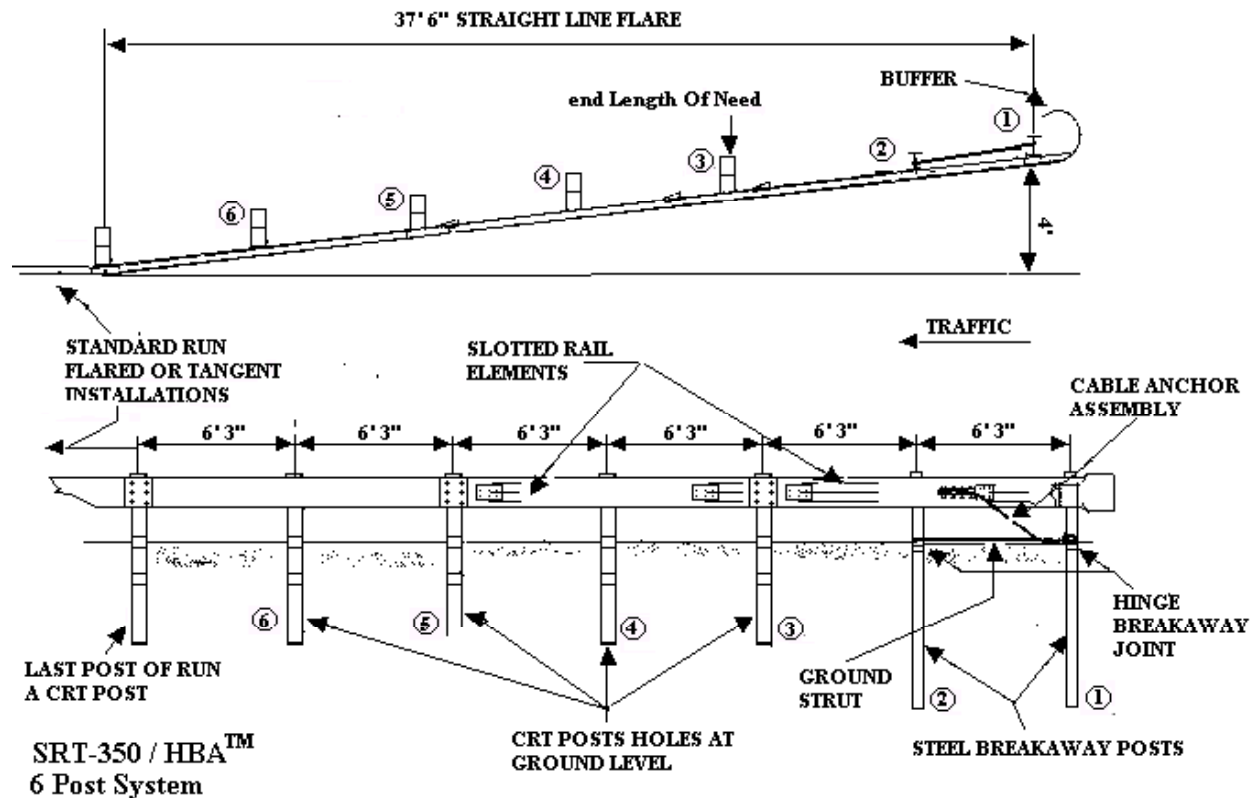 37' 6" STRAIGHT LINE FLARE
BUFFER
end Length Of Need
①
②
③
④
⑤
⑥
4'
TRAFFIC
STANDARD RUN
FLARED OR TANGENT
INSTALLATIONS
SLOTTED RAIL
ELEMENTS
CABLE ANCHOR
ASSEMBLY
6' 3" 6' 3" 6' 3" 6' 3" 6' 3" 6' 3"
⑥ ⑤ ④ ③
② ①
HINGE
BREAKAWAY
JOINT
LAST POST OF RUN
A CRT POST
GROUND
STRUT
CRT POSTS HOLES AT
GROUND LEVEL
STEEL BREAKAWAY POSTS
SRT-350 / HBA™
6 Post System